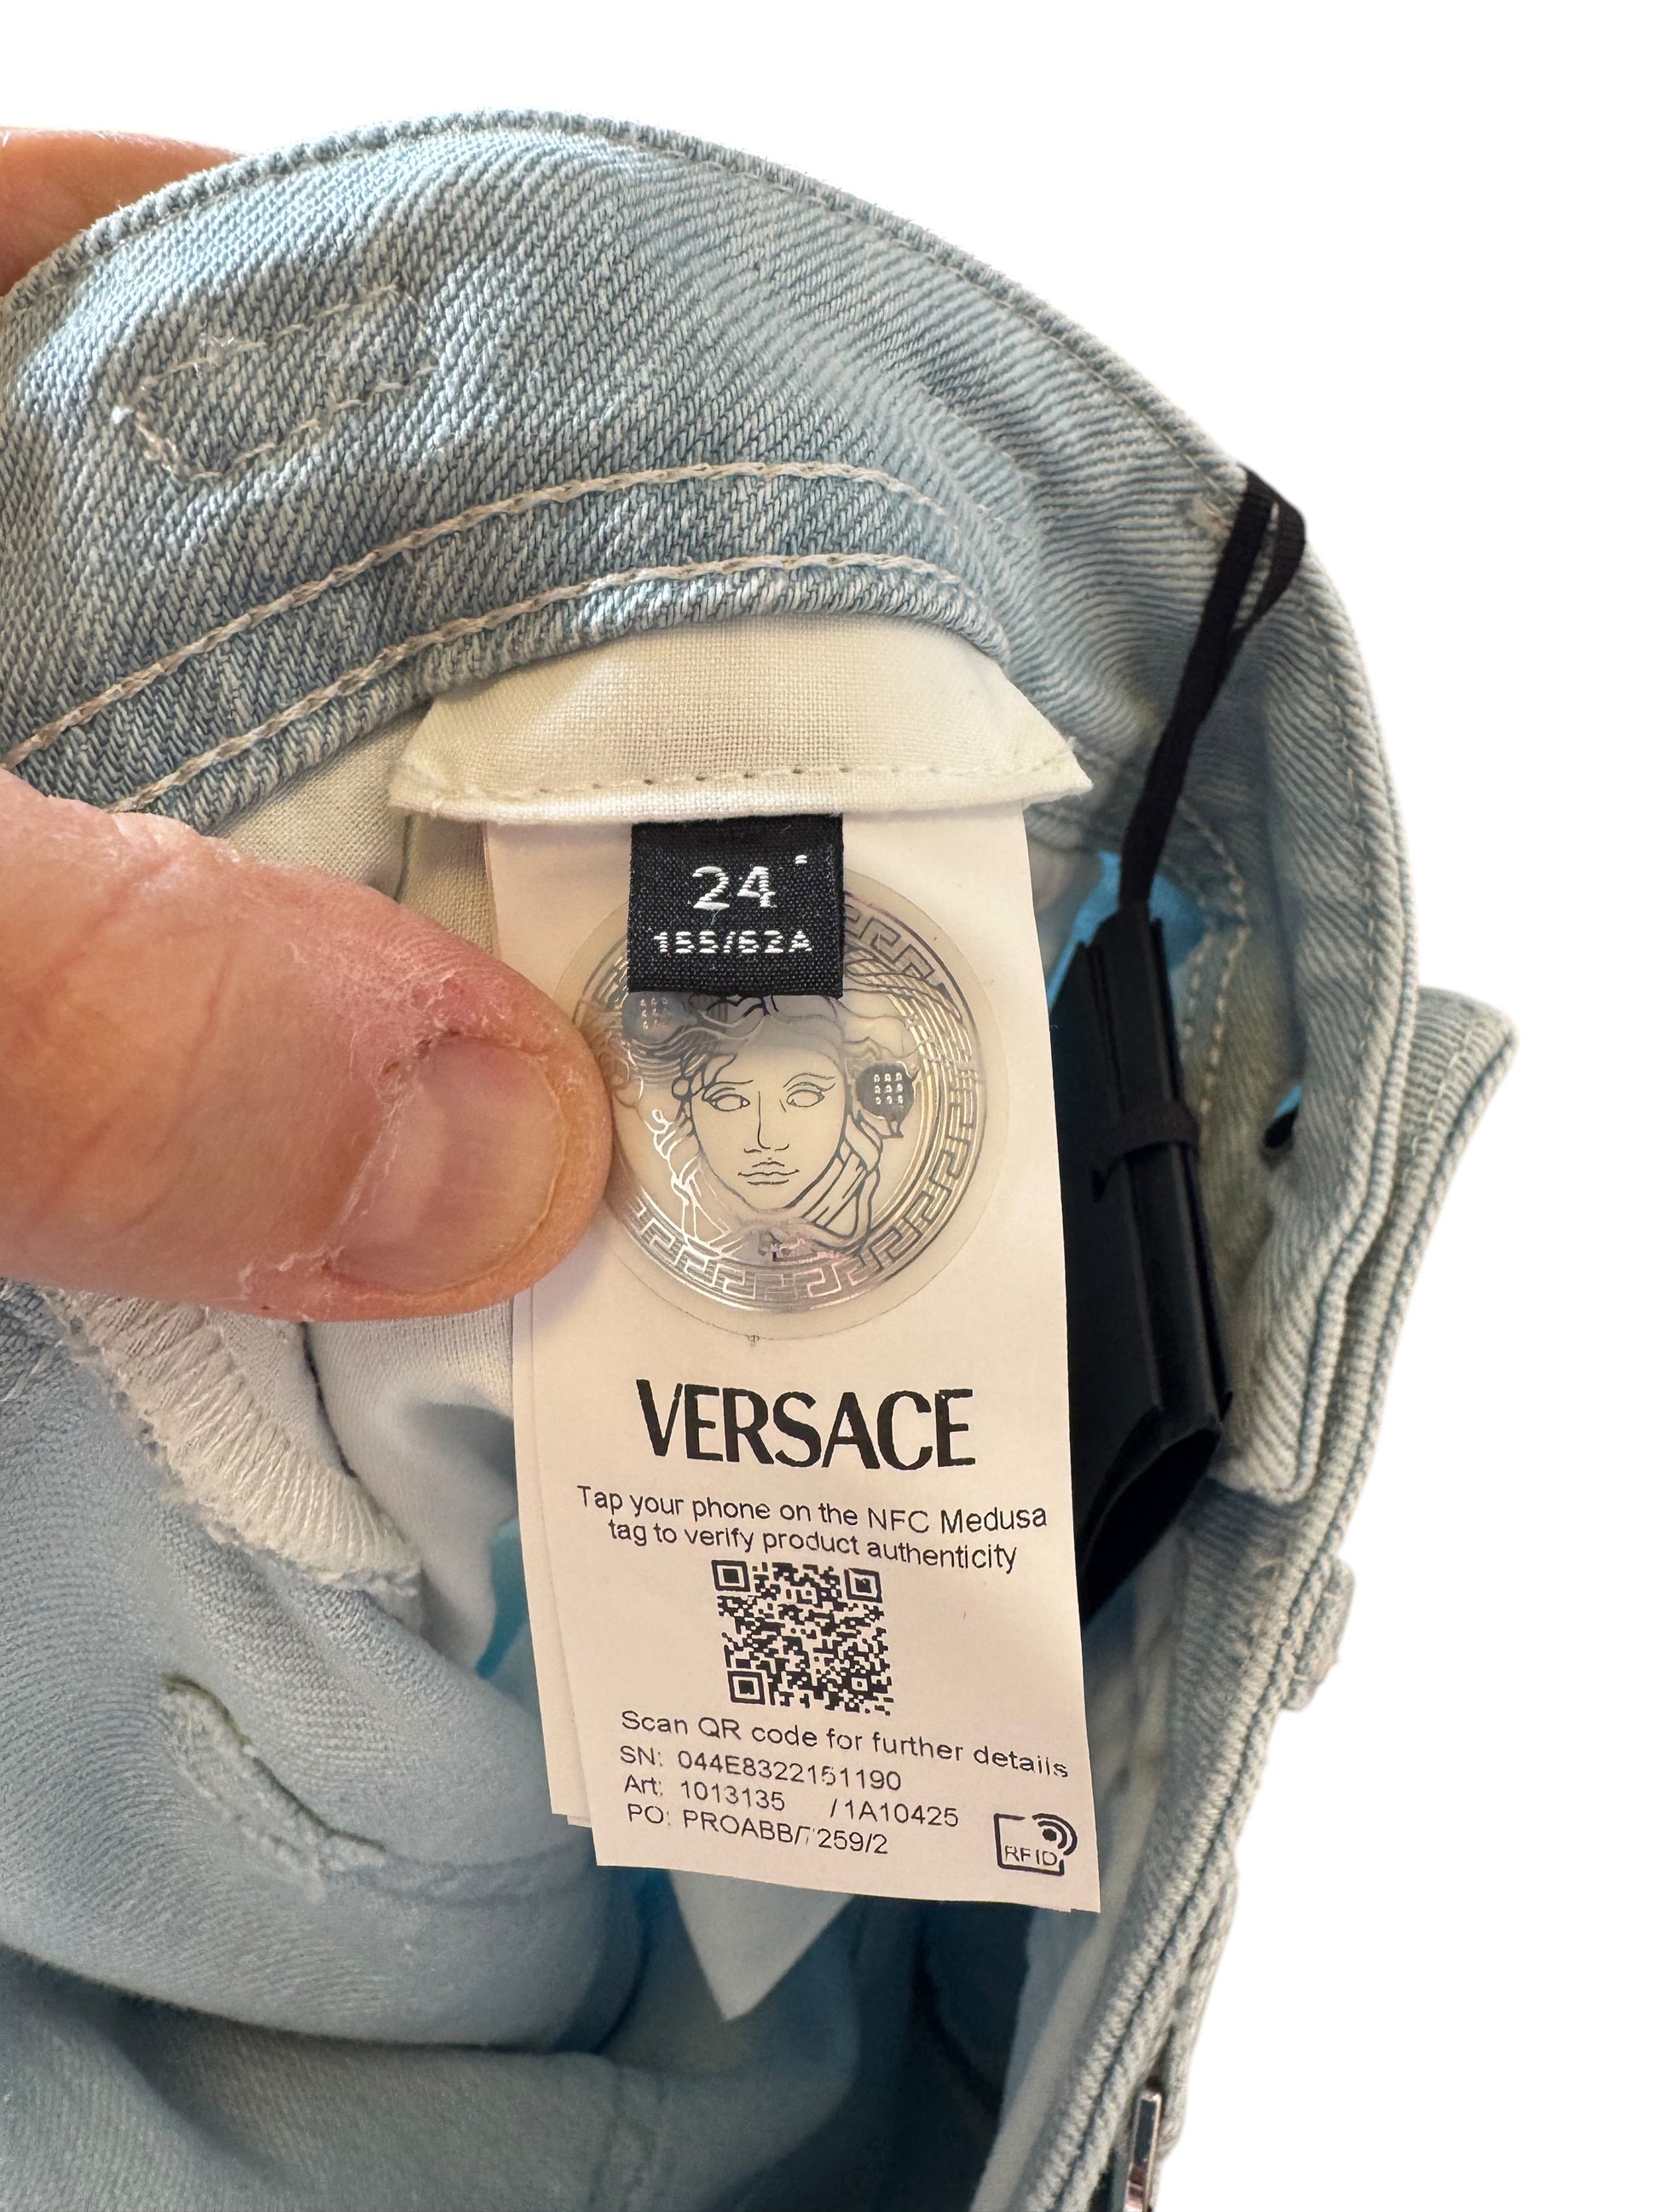 24
155/62A
VERSACE
Tap your phone on the NFC Medusa
tag to verify product authenticity
Scan QR code for further details
SN: 044E8322151190
Art: 1013135 /1A10425
PO: PROABB/7259/2
RFID